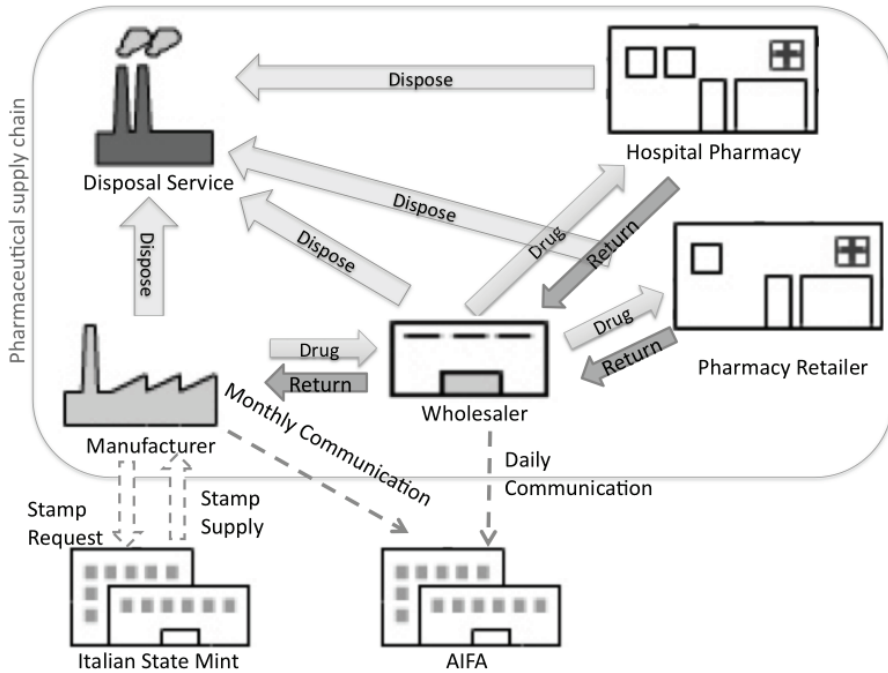 Pharmaceutical supply chain
Dispose
Hospital Pharmacy
Disposal Service
Dispose
Dispose
Dispose
Drug
Return
Drug
Return
Pharmacy Retailer
Drug
Return
Wholesaler
Manufacturer
Monthly Communication
Daily
Communication
Stamp
Request
Stamp
Supply
Italian State Mint
AIFA